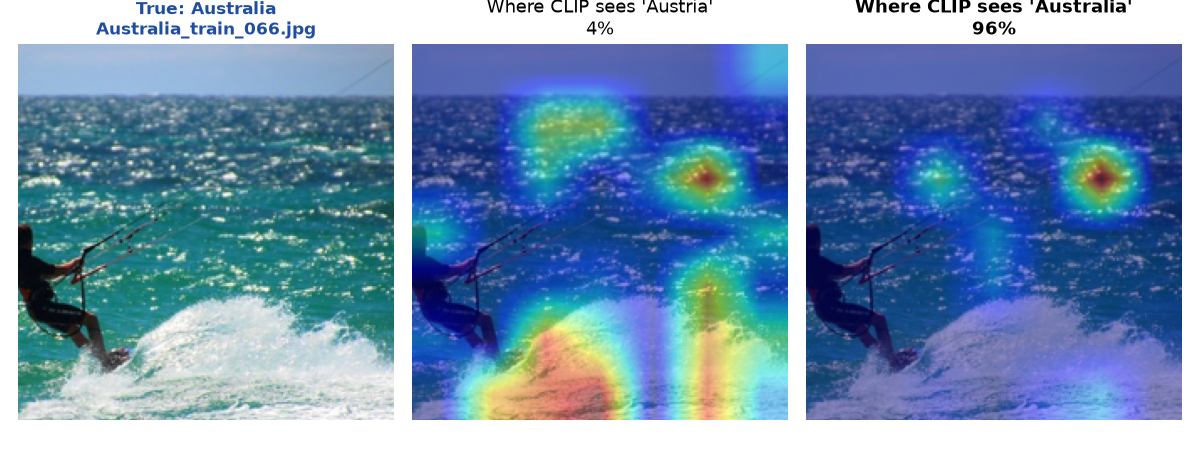 True: Australia
Australia_train_066.jpg
Where CLIP sees 'Austria'
4%
Where CLIP sees 'Australia'
96%